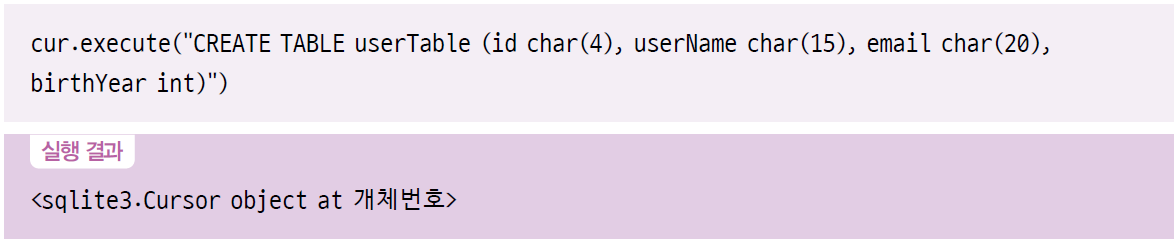 cur.execute("CREATE TABLE userTable (id char(4), userName char(15), email char(20),
birthYear int)")
실행 결과
<sqlite3.Cursor object at 개체번호>